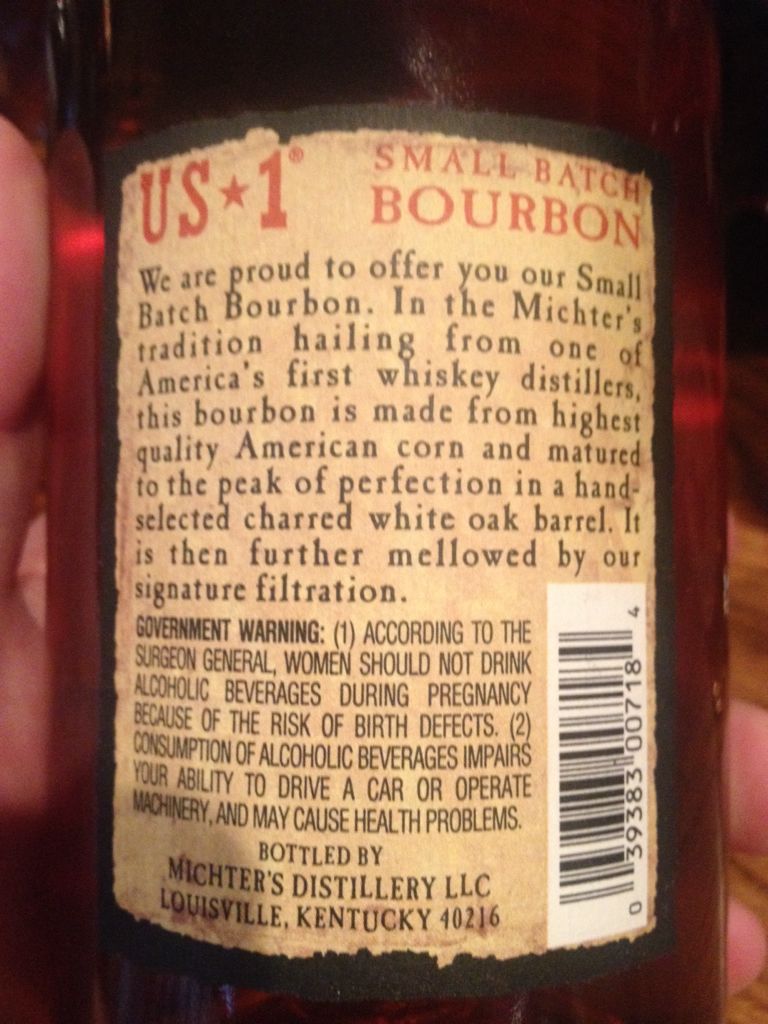 US★1®
SMALL BATCH
BOURBON
We are proud to offer you our Small
Batch Bourbon. In the Michter's
tradition hailing from one of
America's first whiskey distillers,
this bourbon is made from highest
quality American corn and matured
to the peak of perfection in a hand-
selected charred white oak barrel. It
is then further mellowed by our
signature filtration.
GOVERNMENT WARNING: (1) ACCORDING TO THE
SURGEON GENERAL, WOMEN SHOULD NOT DRINK
ALCOHOLIC BEVERAGES DURING PREGNANCY
BECAUSE OF THE RISK OF BIRTH DEFECTS. (2)
CONSUMPTION OF ALCOHOLIC BEVERAGES IMPAIRS
YOUR ABILITY TO DRIVE A CAR OR OPERATE
MACHINERY, AND MAY CAUSE HEALTH PROBLEMS.
BOTTLED BY
MICHTER'S DISTILLERY LLC
LOUISVILLE, KENTUCKY 40216
0 39383 00718 4